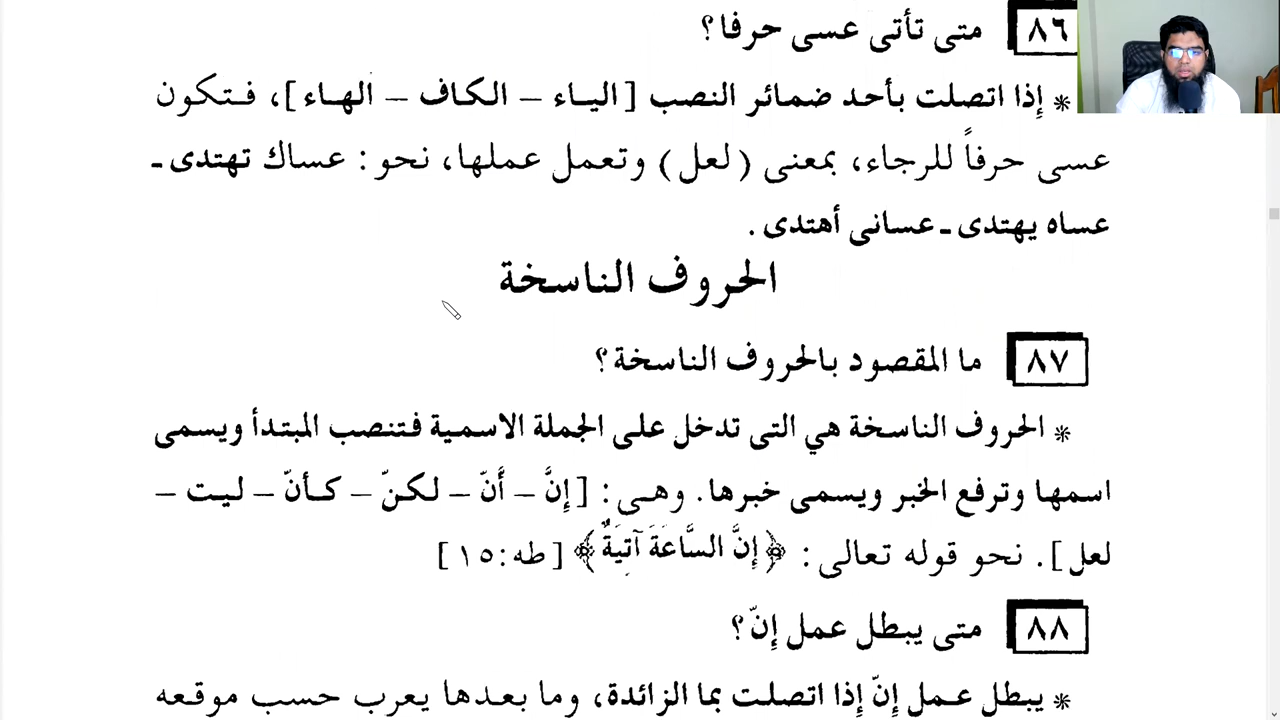 ٨٦ متى تأتى عسى حرفا؟
* إذا اتصلت بأحد ضمائر النصب [الياء – الكاف – الهاء]، فتكون
عسى حرفاً للرجاء، بمعنى (لعل) وتعمل عملها، نحو: عساك تهتدى ـ
عساه يهتدى ـ عسانى أهتدى.
الحروف الناسخة
٨٧ ما المقصود بالحروف الناسخة؟
* الحروف الناسخة هي التى تدخل على الجملة الاسمية فتنصب المبتدأ ويسمى
اسمها وترفع الخبر ويسمى خبرها. وهى: [إنَّ – أنّ – لكنّ – كأنّ – ليت –
لعل]. نحو قوله تعالى: ﴿إِنَّ السَّاعَةَ آتِيَةٌ﴾ [طه:١٥]
٨٨ متى يبطل عمل إنّ؟
* يبطل عمل إنّ إذا اتصلت بما الزائدة، وما بعدها يعرب حسب موقعه